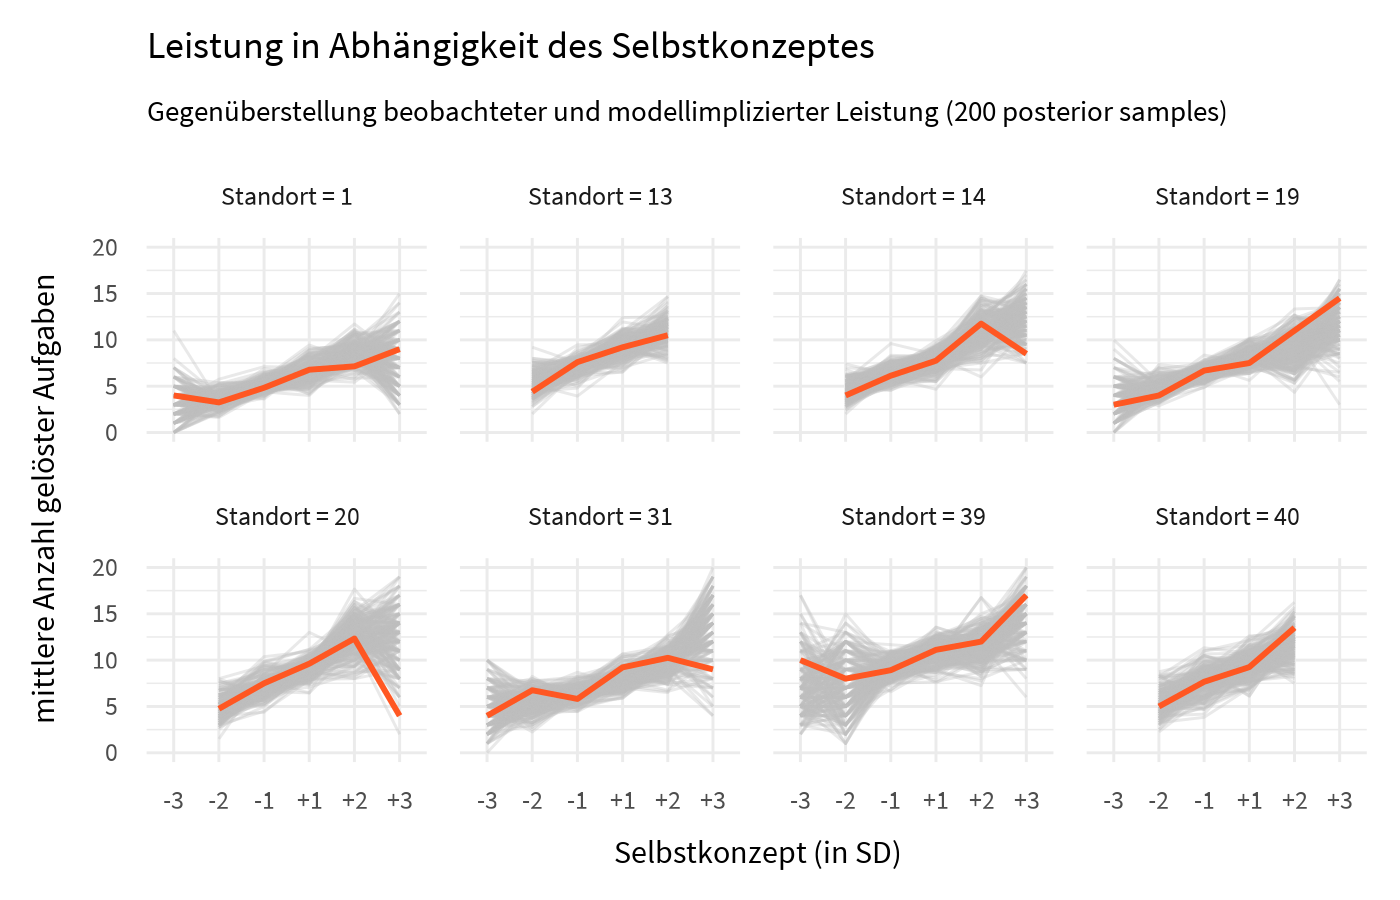 Leistung in Abhängigkeit des Selbstkonzeptes
Gegenüberstellung beobachteter und modellimplizierter Leistung (200 posterior samples)
Standort = 1
Standort = 13
Standort = 14
Standort = 19
20
15
10
5
0
Standort = 20
Standort = 31
Standort = 39
Standort = 40
20
15
10
5
0
mittlere Anzahl gelöster Aufgaben
-3 -2 -1 +1 +2 +3
-3 -2 -1 +1 +2 +3
-3 -2 -1 +1 +2 +3
-3 -2 -1 +1 +2 +3
Selbstkonzept (in SD)